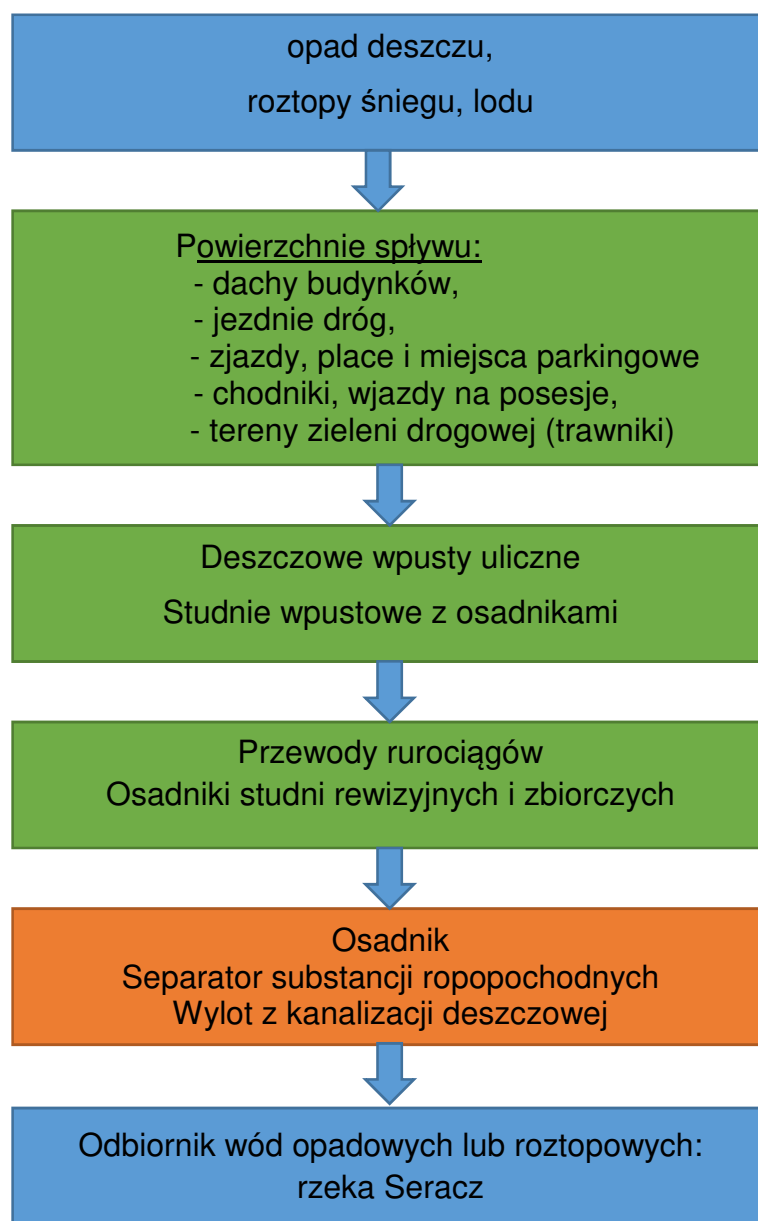 opad deszczu,
roztopy śniegu, lodu
Powierzchnie spływu:
- dachy budynków,
- jezdnie dróg,
- zjazdy, place i miejsca parkingowe
- chodniki, wjazdy na posesje,
- tereny zieleni drogowej (trawniki)
Deszczowe wpusty uliczne
Studnie wpustowe z osadnikami
Przewody rurociągów
Osadniki studni rewizyjnych i zbiorczych
Osadnik
Separator substancji ropopochodnych
Wylot z kanalizacji deszczowej
Odbiornik wód opadowych lub roztopowych:
rzeka Seracz